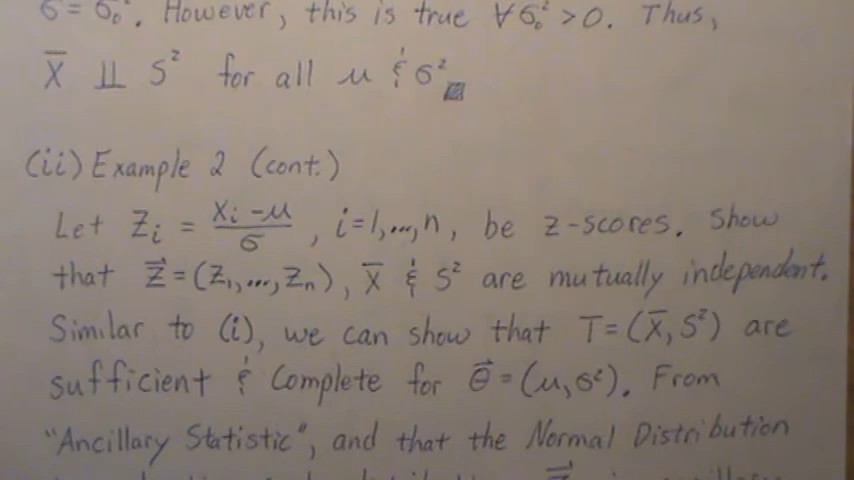 σ = σ₀². However, this is true ∀σ₀² > 0. Thus,
X̄ ⫫ S² for all μ & σ²
(ii) Example 2 (cont.)
Let Zᵢ = (Xᵢ - μ)/σ, i=1,...,n, be z-scores. Show
that Z⃗ = (Z₁,...,Zₙ), X̄ & S² are mutually independent.
Similar to (i), we can show that T = (X̄, S²) are
sufficient & Complete for θ⃗ = (μ, σ²). From
"Ancillary Statistic", and that the Normal Distribution